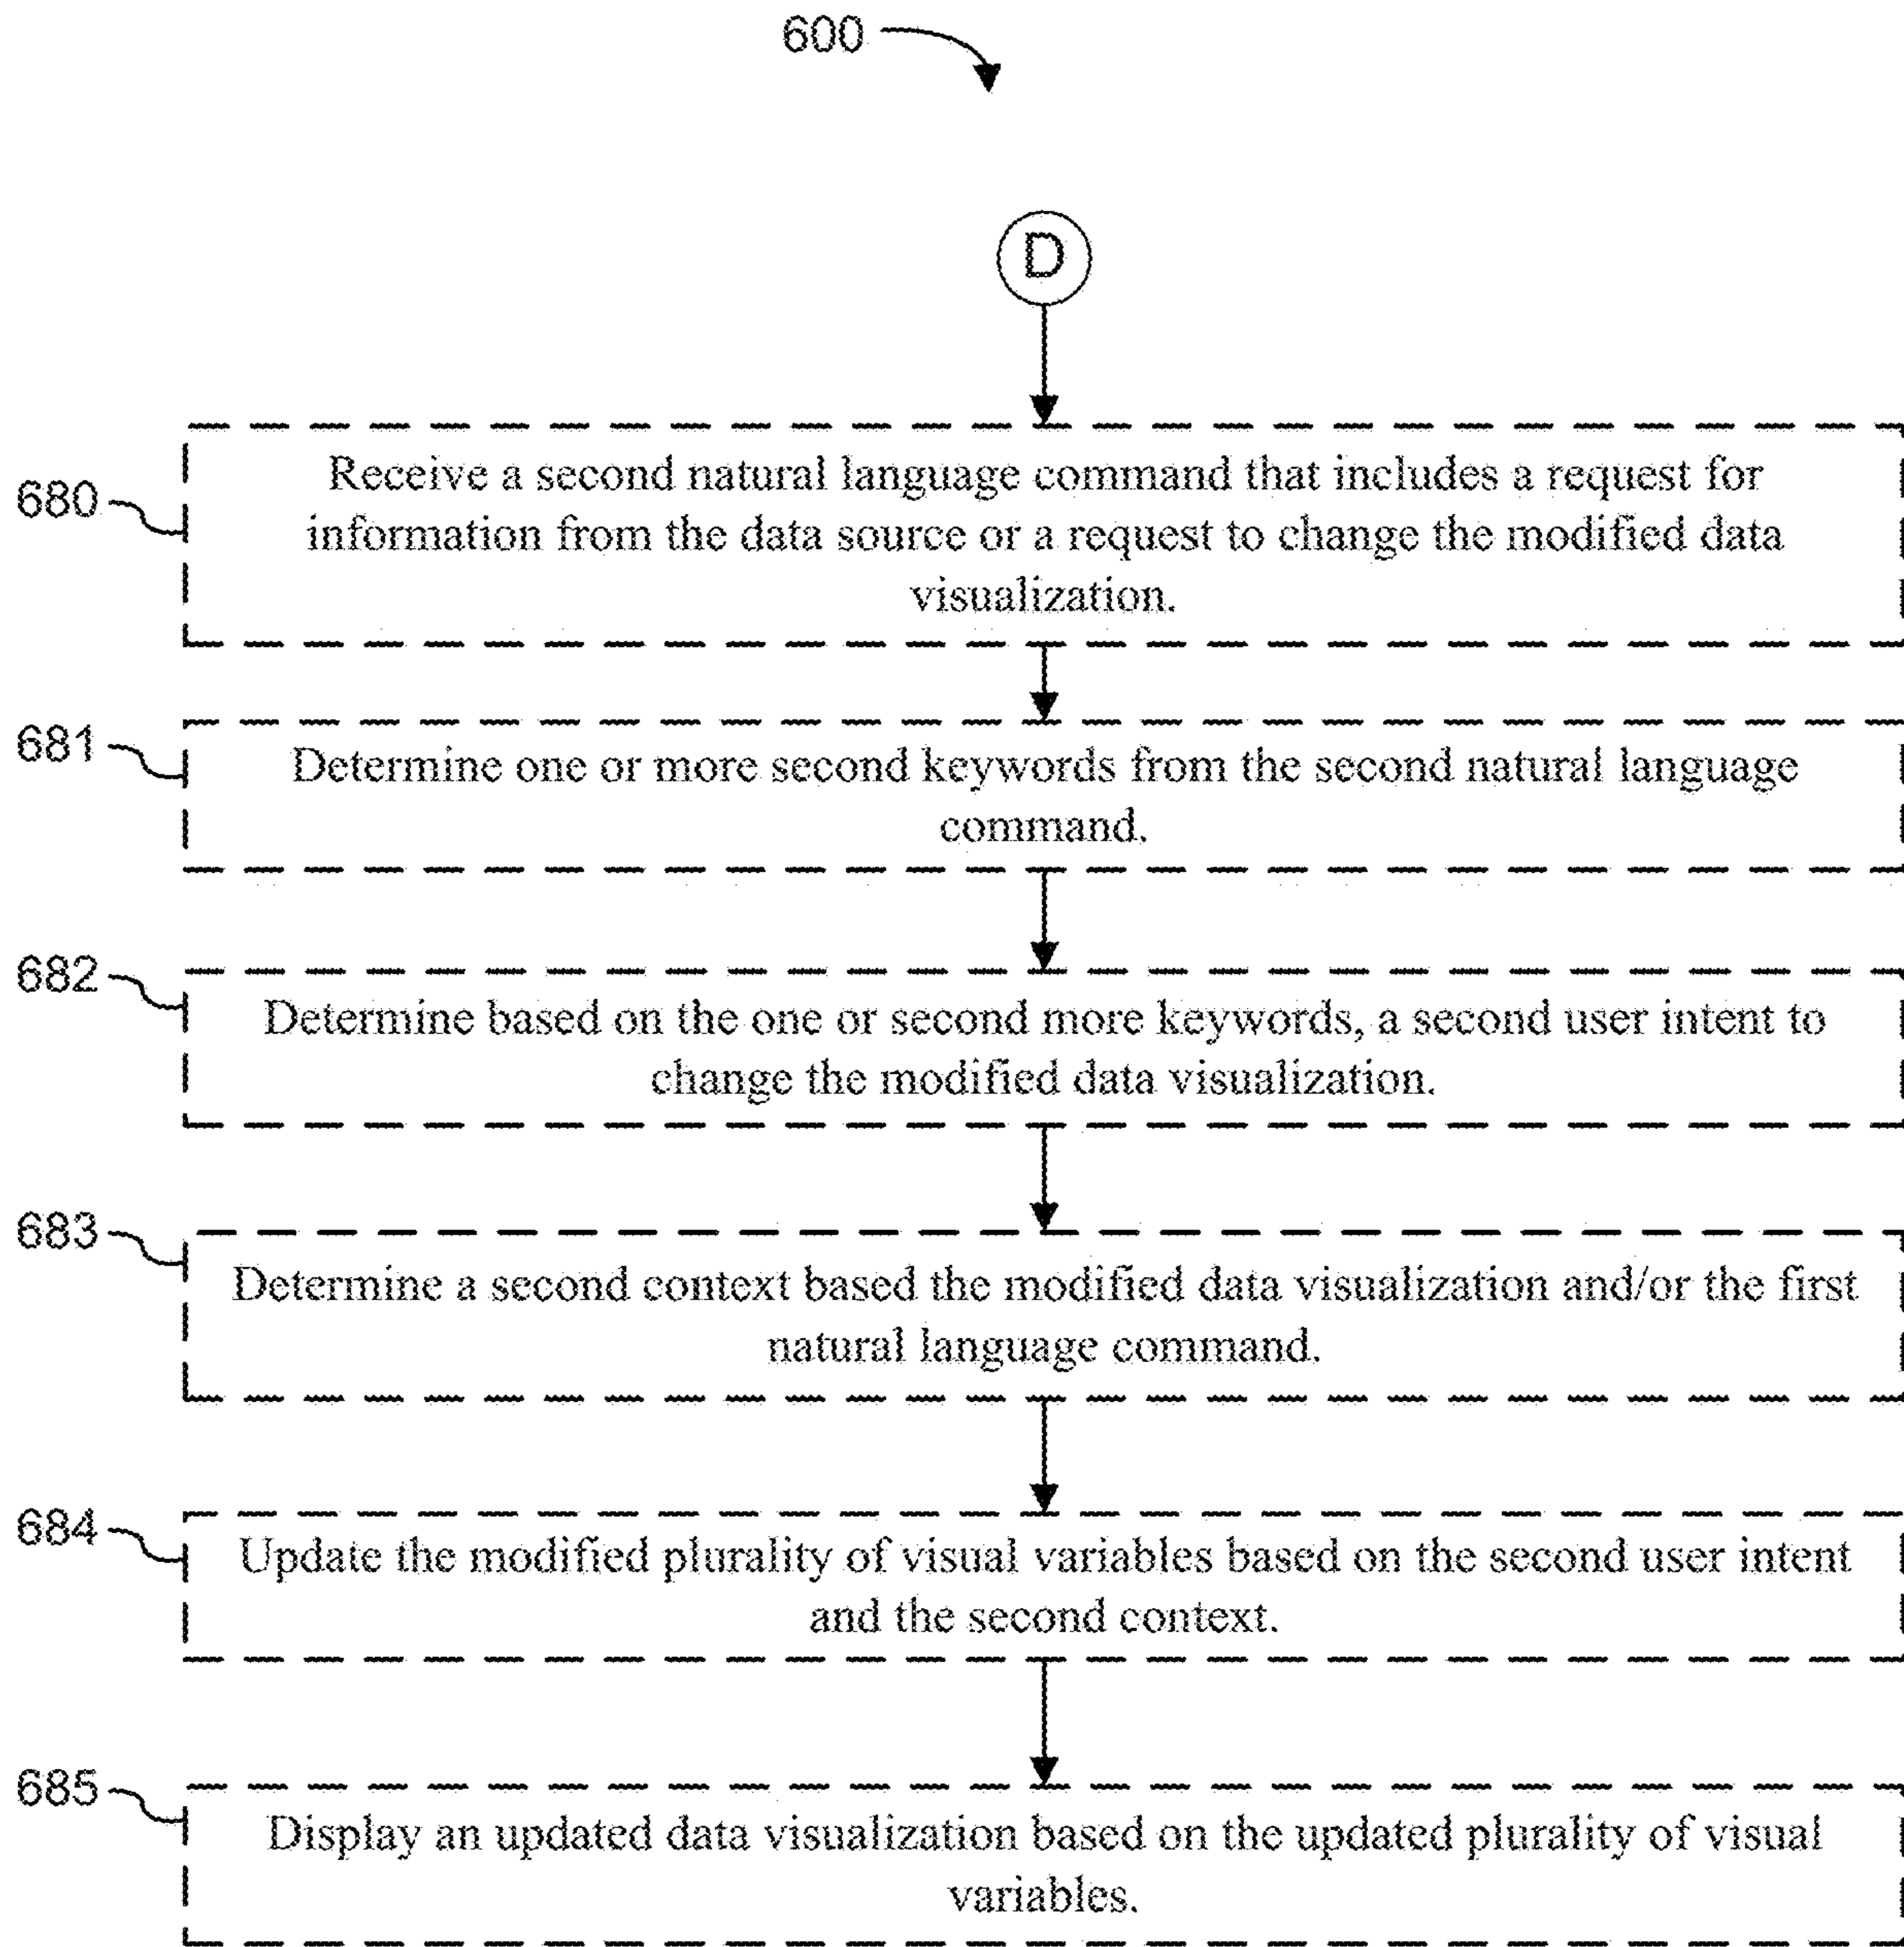 600
D
680
Receive a second natural language command that includes a request for
information from the data source or a request to change the modified data
visualization.
681
Determine one or more second keywords from the second natural language
command.
682
Determine based on the one or second more keywords, a second user intent to
change the modified data visualization.
683
Determine a second context based the modified data visualization and/or the first
natural language command.
684
Update the modified plurality of visual variables based on the second user intent
and the second context.
685
Display an updated data visualization based on the updated plurality of visual
variables.